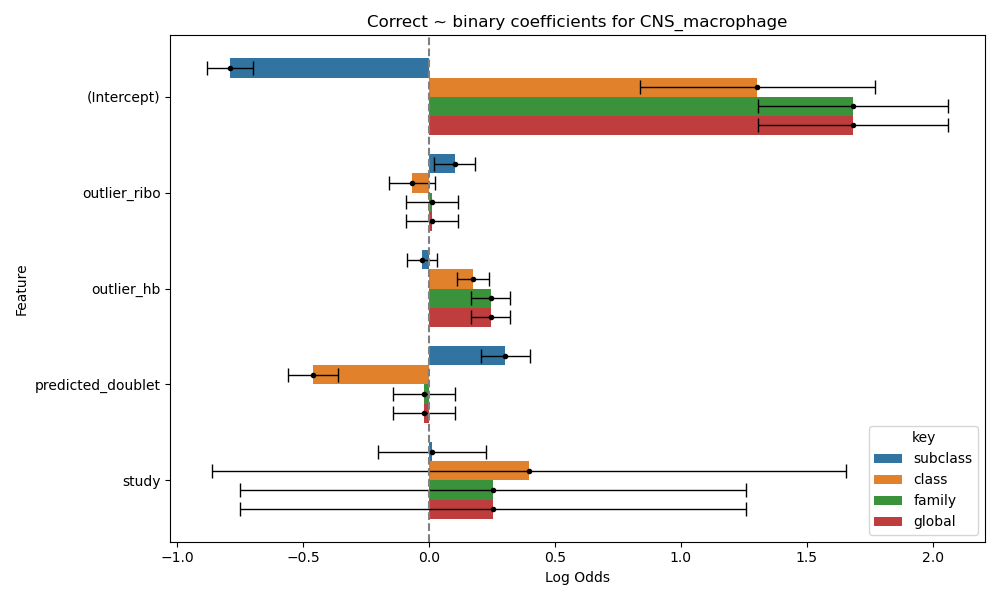 Correct ~ binary coefficients for CNS_macrophage
Feature
(Intercept)
outlier_ribo
outlier_hb
predicted_doublet
study
key
subclass
class
family
global
−1.0
−0.5
0.0
0.5
1.0
1.5
2.0
Log Odds